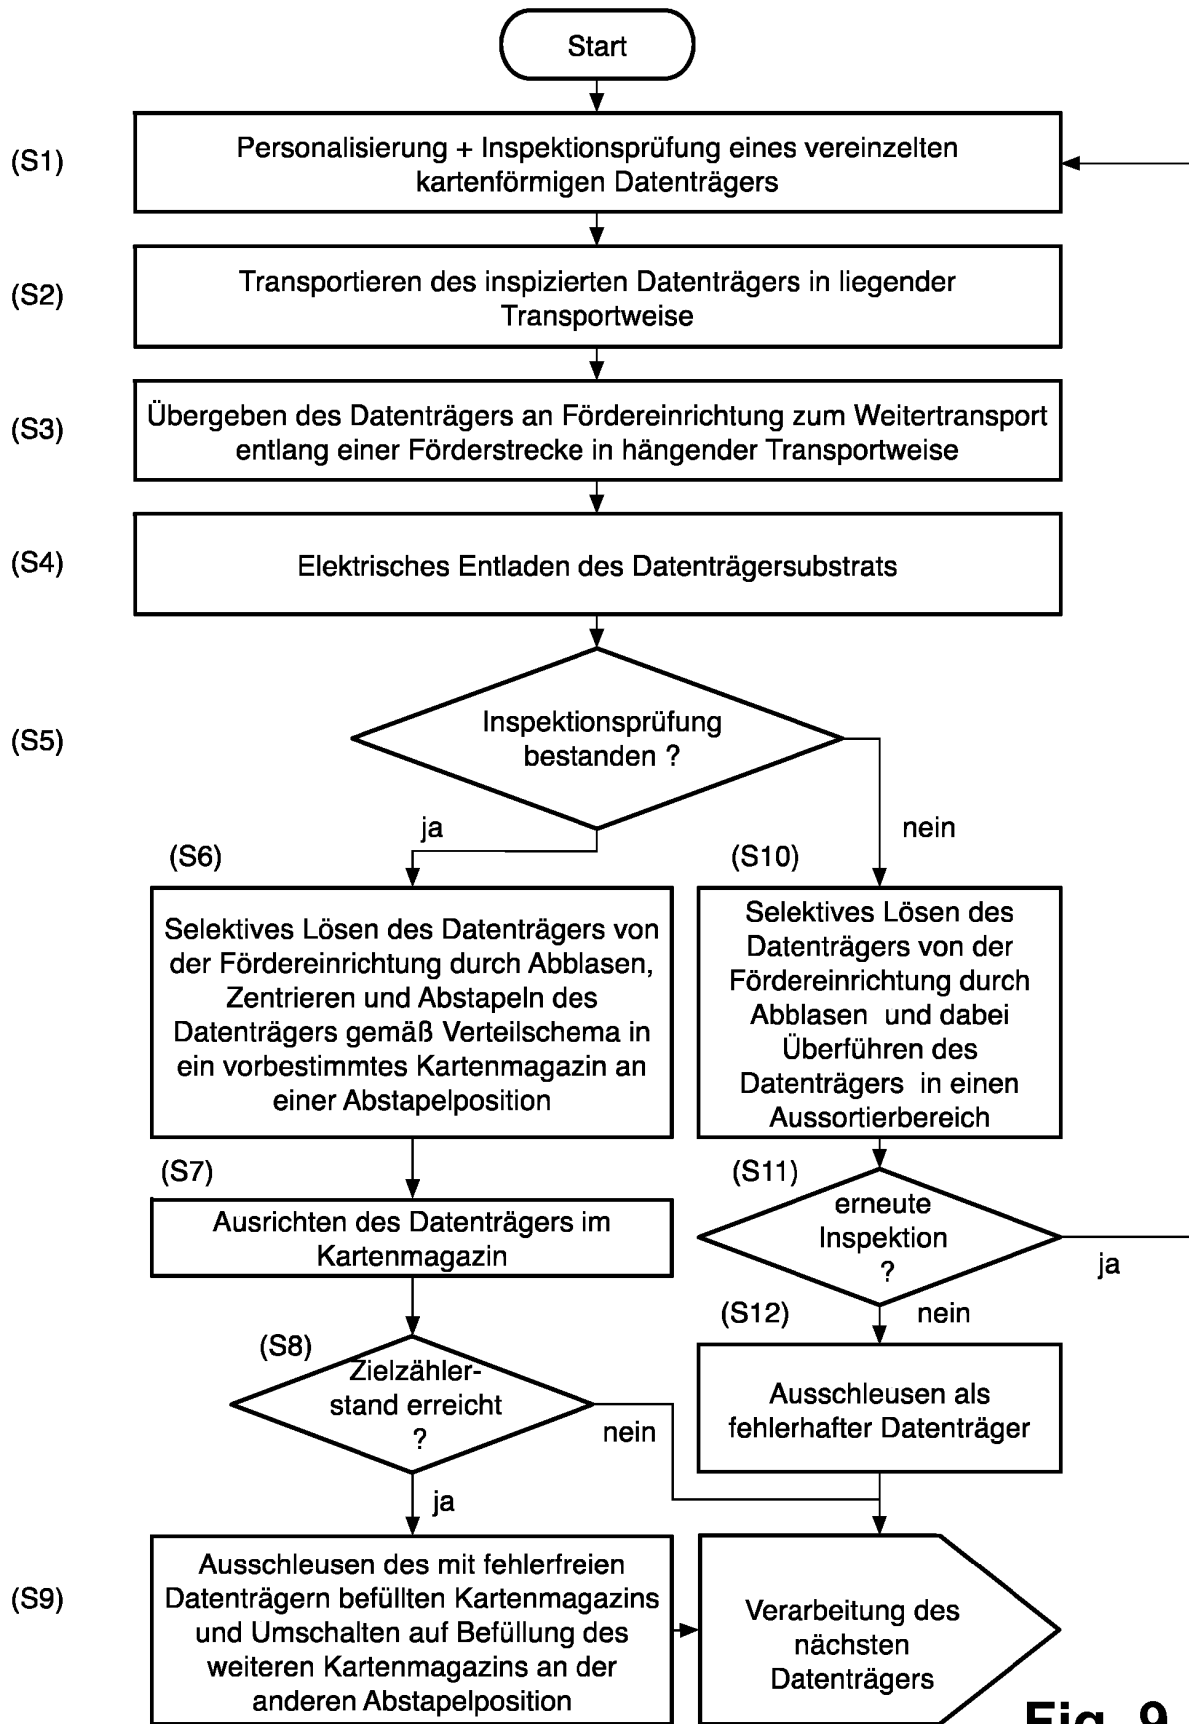 Start
(S1)
Personalisierung + Inspektionsprüfung eines vereinzelten
kartenförmigen Datenträgers
(S2)
Transportieren des inspizierten Datenträgers in liegender
Transportweise
(S3)
Übergeben des Datenträgers an Fördereinrichtung zum Weitertransport
entlang einer Förderstrecke in hängender Transportweise
(S4)
Elektrisches Entladen des Datenträgersubstrats
(S5)
Inspektionsprüfung
bestanden ?
ja
nein
(S6)
Selektives Lösen des Datenträgers von
der Fördereinrichtung durch Abblasen,
Zentrieren und Abstapeln des
Datenträgers gemäß Verteilschema in
ein vorbestimmtes Kartenmagazin an
einer Abstapelposition
(S10)
Selektives Lösen des
Datenträgers von der
Fördereinrichtung durch
Abblasen und dabei
Überführen des
Datenträgers in einen
Aussortierbereich
(S7)
Ausrichten des Datenträgers im
Kartenmagazin
(S11)
erneute
Inspektion
?
ja
nein
(S8)
Zielzähler-
stand erreicht
?
nein
ja
(S12)
Ausschleusen als
fehlerhafter Datenträger
(S9)
Ausschleusen des mit fehlerfreien
Datenträgern befüllten Kartenmagazins
und Umschalten auf Befüllung des
weiteren Kartenmagazins an der
anderen Abstapelposition
Verarbeitung des
nächsten
Datenträgers
Fig. 9